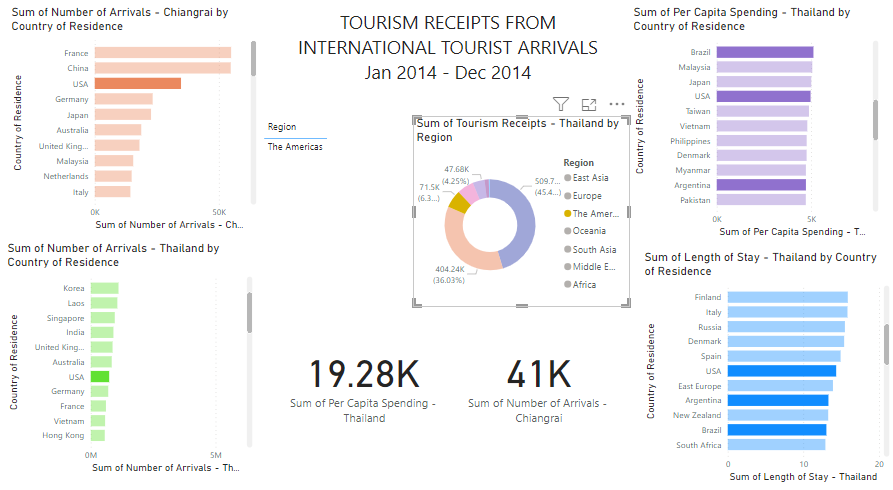 Sum of Number of Arrivals - Chiangrai by
Country of Residence
Country of Residence
France
China
USA
Germany
Japan
Australia
United King...
Malaysia
Netherlands
Italy
0K
50K
Sum of Number of Arrivals - Ch...
Sum of Number of Arrivals - Thailand by
Country of Residence
Country of Residence
Korea
Laos
Singapore
India
United King...
Australia
USA
Germany
France
Vietnam
Hong Kong
0M
5M
Sum of Number of Arrivals - Th...
TOURISM RECEIPTS FROM
INTERNATIONAL TOURIST ARRIVALS
Jan 2014 - Dec 2014
Region
The Americas
Sum of Tourism Receipts - Thailand by
Region
47.68K
(4.25%)
71.5K
(6.3...)
509.7...
(45.4...)
404.24K
(36.03%)
Region
East Asia
Europe
The Amer...
Oceania
South Asia
Middle E...
Africa
19.28K
Sum of Per Capita Spending -
Thailand
41K
Sum of Number of Arrivals -
Chiangrai
Sum of Per Capita Spending - Thailand by
Country of Residence
Country of Residence
Brazil
Malaysia
Japan
USA
Taiwan
Vietnam
Philippines
Denmark
Myanmar
Argentina
Pakistan
0K
5K
Sum of Per Capita Spending - T...
Sum of Length of Stay - Thailand by Country
of Residence
Country of Residence
Finland
Italy
Russia
Denmark
Spain
USA
East Europe
Argentina
New Zealand
Brazil
South Africa
0
10
20
Sum of Length of Stay - Thailand